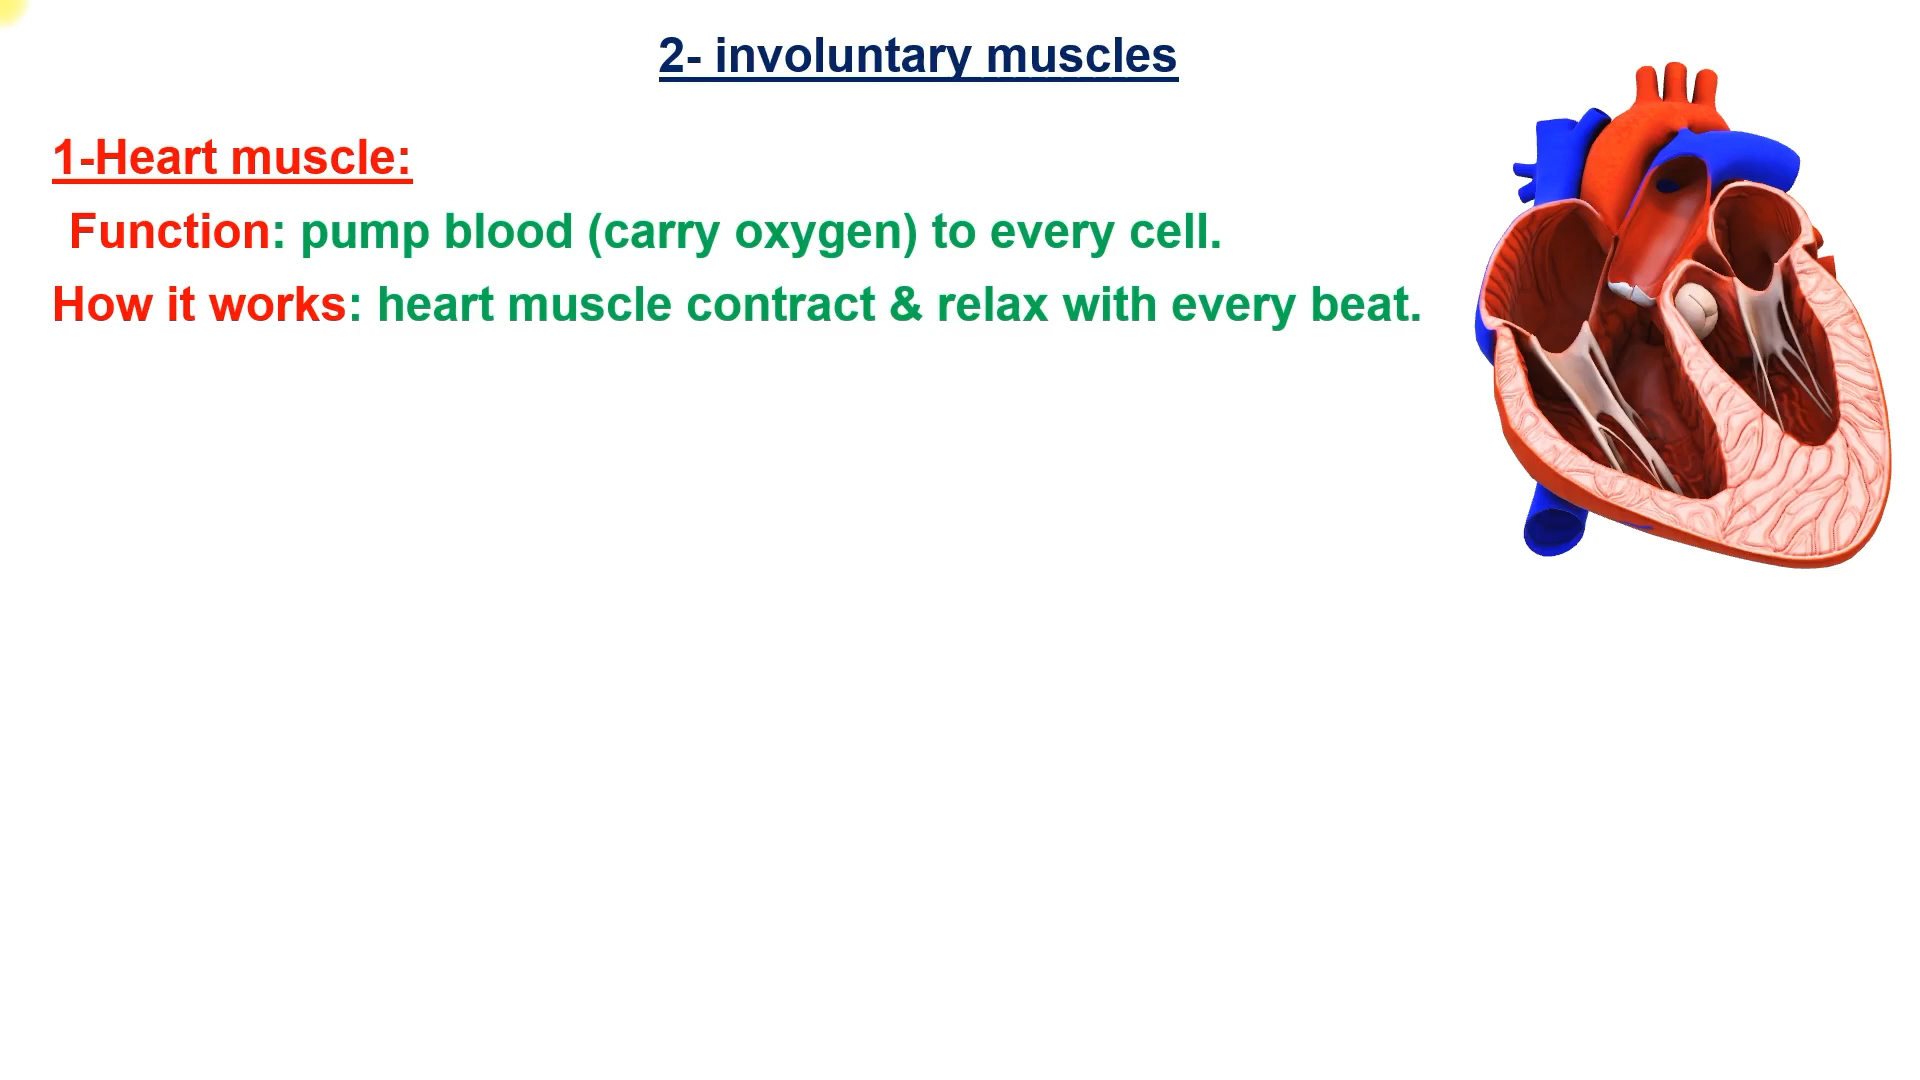 2- involuntary muscles
1-Heart muscle:
Function: pump blood (carry oxygen) to every cell.
How it works: heart muscle contract & relax with every beat.